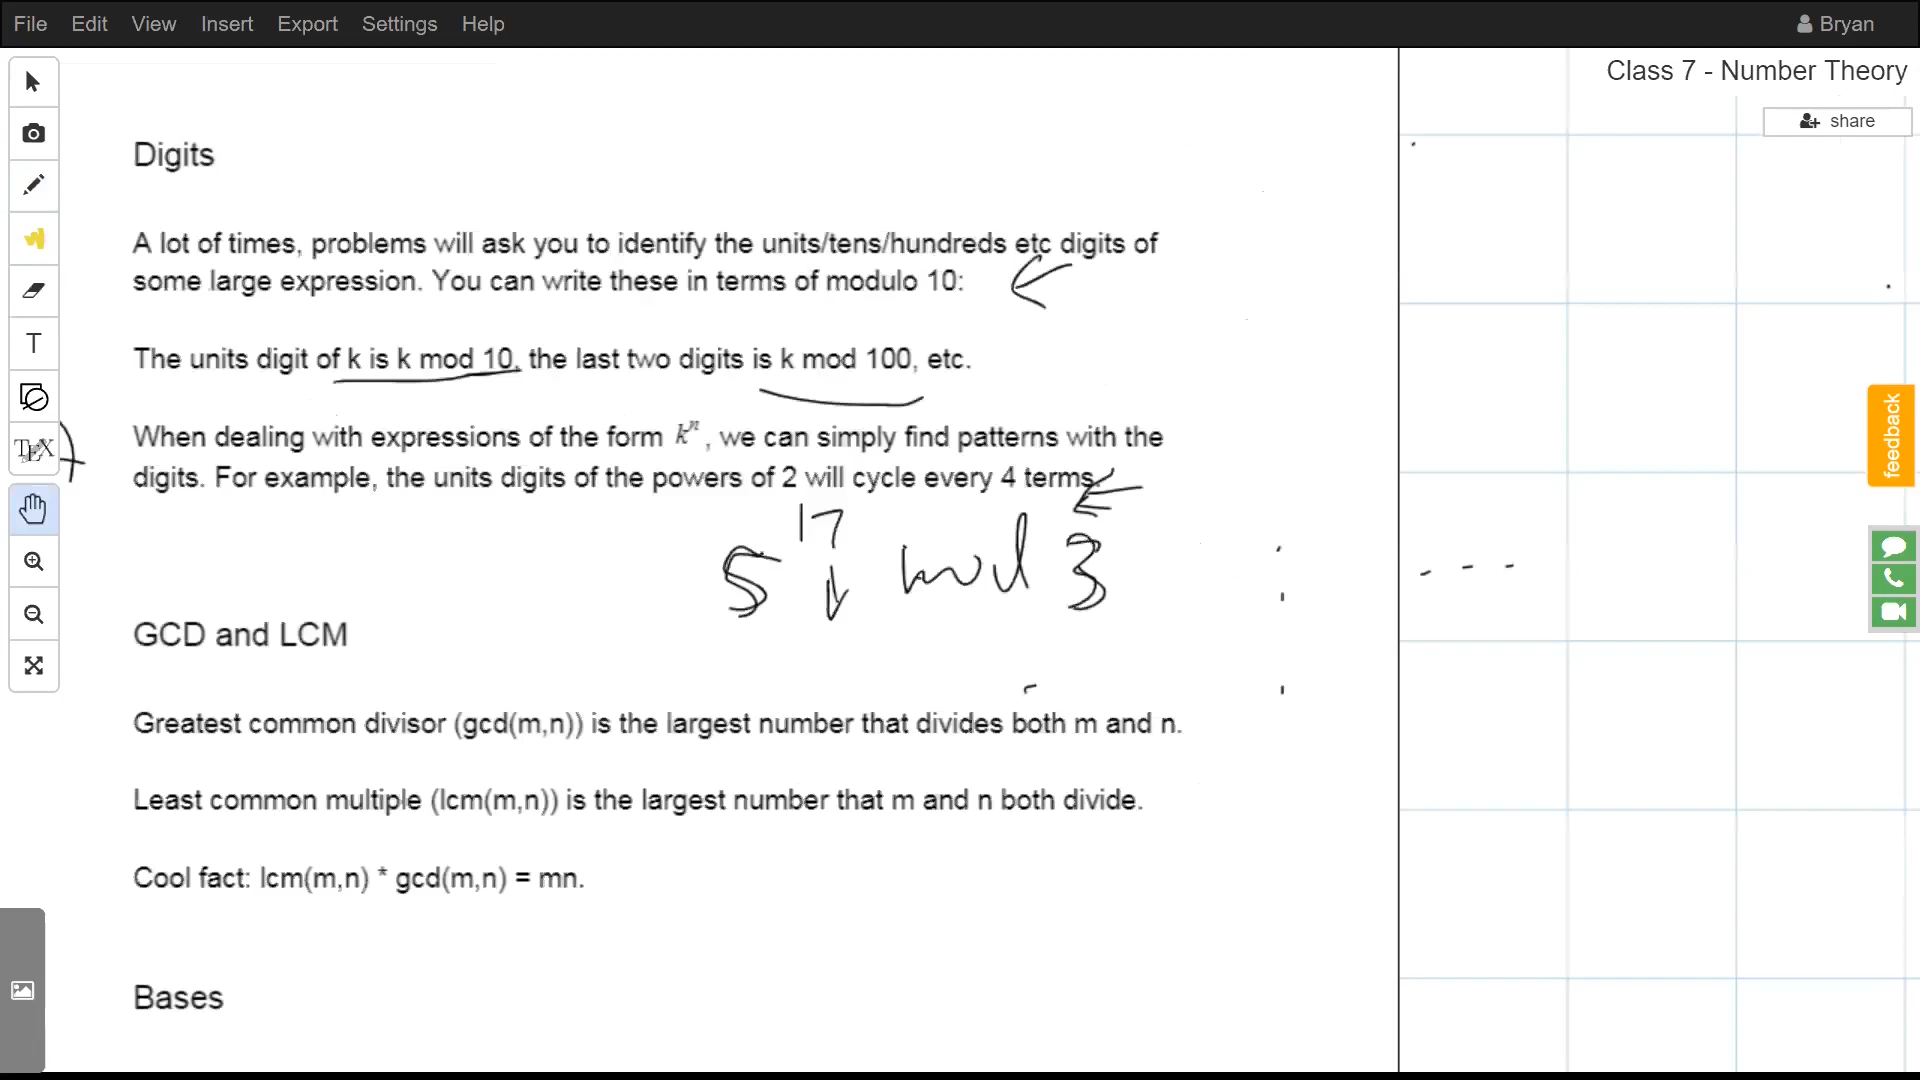 File Edit View Insert Export Settings Help Bryan
Class 7 - Number Theory
share
Digits
A lot of times, problems will ask you to identify the units/tens/hundreds etc digits of
some large expression. You can write these in terms of modulo 10:
The units digit of k is k mod 10, the last two digits is k mod 100, etc.
When dealing with expressions of the form kⁿ, we can simply find patterns with the
digits. For example, the units digits of the powers of 2 will cycle every 4 terms.
5¹⁷ mod 3
GCD and LCM
Greatest common divisor (gcd(m,n)) is the largest number that divides both m and n.
Least common multiple (lcm(m,n)) is the largest number that m and n both divide.
Cool fact: lcm(m,n) * gcd(m,n) = mn.
Bases
T
TEX
feedback